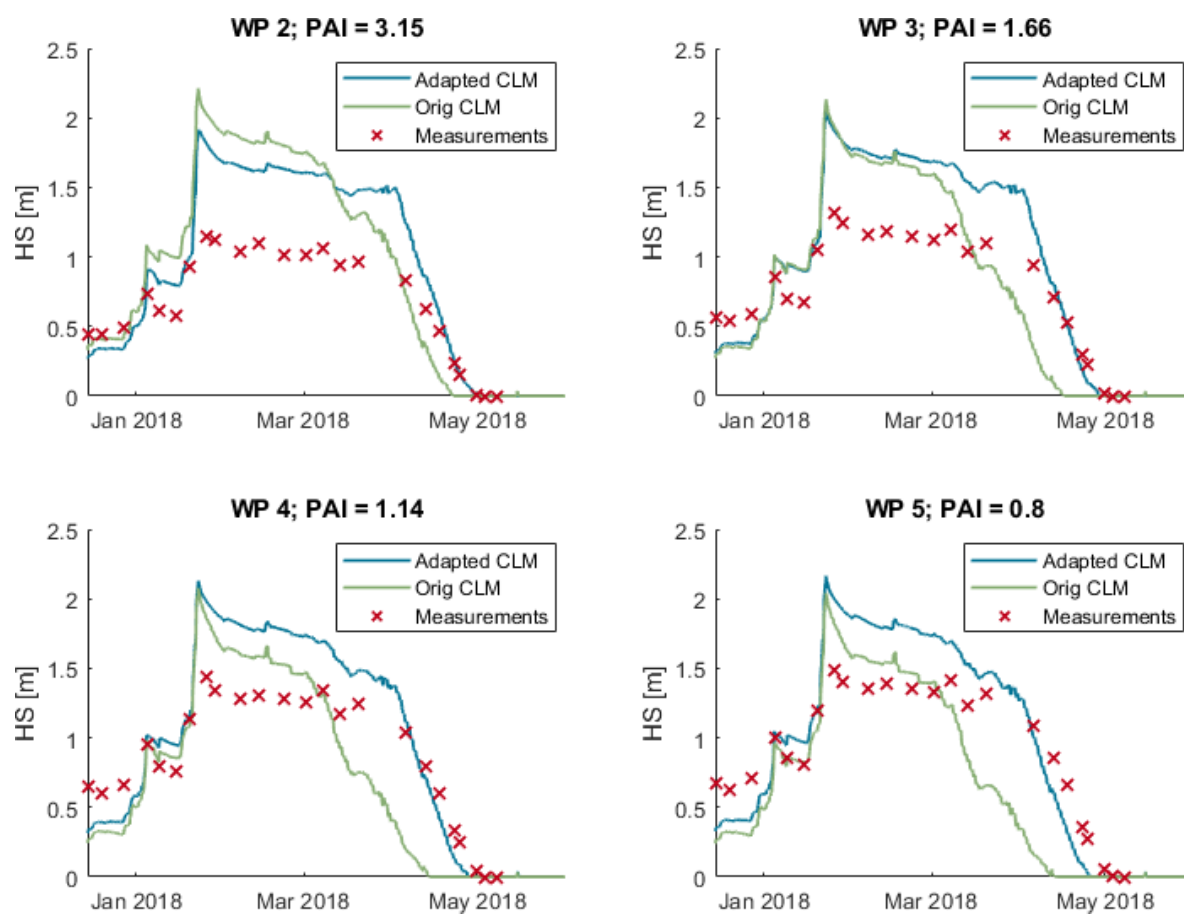 WP 2; PAI = 3.15
2.5
2
1.5
1
0.5
0
HS [m]
Adapted CLM
Orig CLM
Measurements
Jan 2018 Mar 2018 May 2018
WP 3; PAI = 1.66
2.5
2
1.5
1
0.5
0
HS [m]
Adapted CLM
Orig CLM
Measurements
Jan 2018 Mar 2018 May 2018
WP 4; PAI = 1.14
2.5
2
1.5
1
0.5
0
HS [m]
Adapted CLM
Orig CLM
Measurements
Jan 2018 Mar 2018 May 2018
WP 5; PAI = 0.8
2.5
2
1.5
1
0.5
0
HS [m]
Adapted CLM
Orig CLM
Measurements
Jan 2018 Mar 2018 May 2018